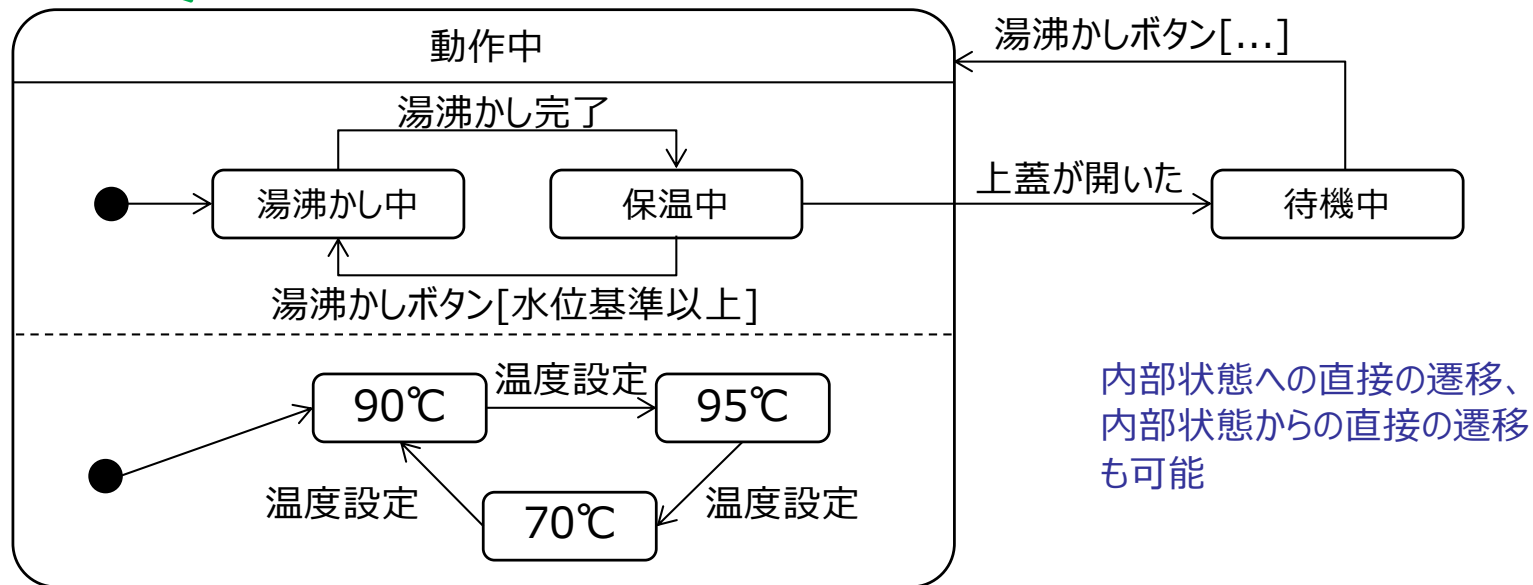 動作中
湯沸かしボタン[…]
湯沸かし完了
湯沸かし中
保温中
上蓋が開いた
待機中
湯沸かしボタン[水位基準以上]
90℃
温度設定
95℃
温度設定
70℃
温度設定
内部状態への直接の遷移、
内部状態からの直接の遷移
も可能